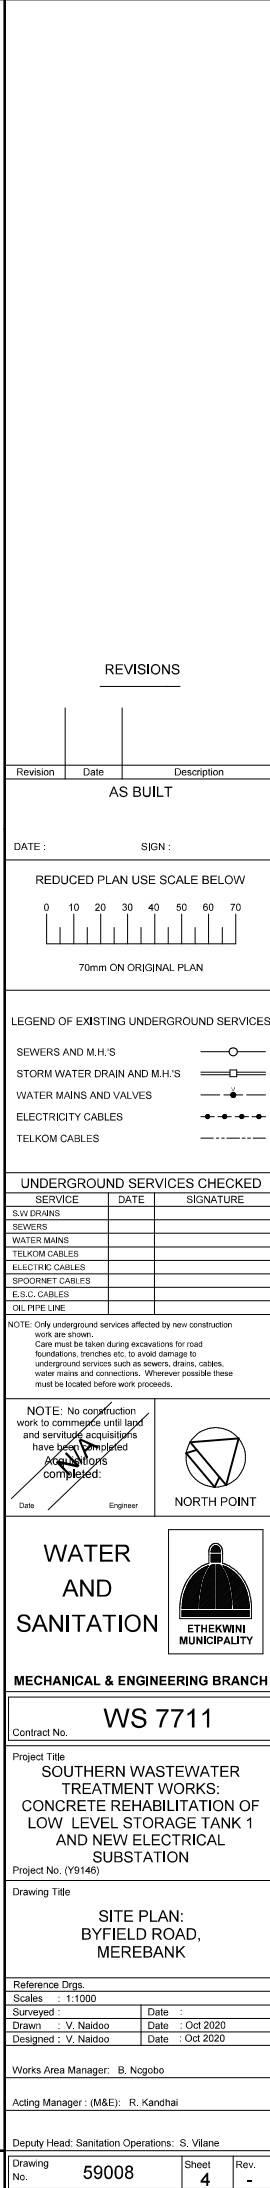 REVISIONS
Revision Date Description
AS BUILT
DATE : SIGN :
REDUCED PLAN USE SCALE BELOW
0 10 20 30 40 50 60 70
70mm ON ORIGINAL PLAN
LEGEND OF EXISTING UNDERGROUND SERVICES
SEWERS AND M.H.'S
STORM WATER DRAIN AND M.H.'S
WATER MAINS AND VALVES
V
ELECTRICITY CABLES
TELKOM CABLES
UNDERGROUND SERVICES CHECKED
SERVICE DATE SIGNATURE
S.W DRAINS
SEWERS
WATER MAINS
TELKOM CABLES
ELECTRIC CABLES
SPOORNET CABLES
E.S.C. CABLES
OIL PIPE LINE
NOTE: Only underground services affected by new construction
work are shown.
Care must be taken during excavations for road
foundations, trenches etc. to avoid damage to
underground services such as sewers, drains, cables,
water mains and connections. Wherever possible these
must be located before work proceeds.
NOTE: No construction
work to commence until land
and servitude acquisitions
have been completed
Acquisitions
completed:
N/A
Date Engineer
NORTH POINT
WATER
AND
SANITATION
ETHEKWINI
MUNICIPALITY
MECHANICAL & ENGINEERING BRANCH
Contract No. WS 7711
Project Title
SOUTHERN WASTEWATER
TREATMENT WORKS:
CONCRETE REHABILITATION OF
LOW LEVEL STORAGE TANK 1
AND NEW ELECTRICAL
SUBSTATION
Project No. (Y9146)
Drawing Title
SITE PLAN:
BYFIELD ROAD,
MEREBANK
Reference Drgs.
Scales : 1:1000
Surveyed : Date :
Drawn : V. Naidoo Date : Oct 2020
Designed : V. Naidoo Date : Oct 2020
Works Area Manager: B. Ncgobo
Acting Manager : (M&E): R. Kandhai
Deputy Head: Sanitation Operations: S. Vilane
Drawing No. 59008 Sheet 4 Rev. -